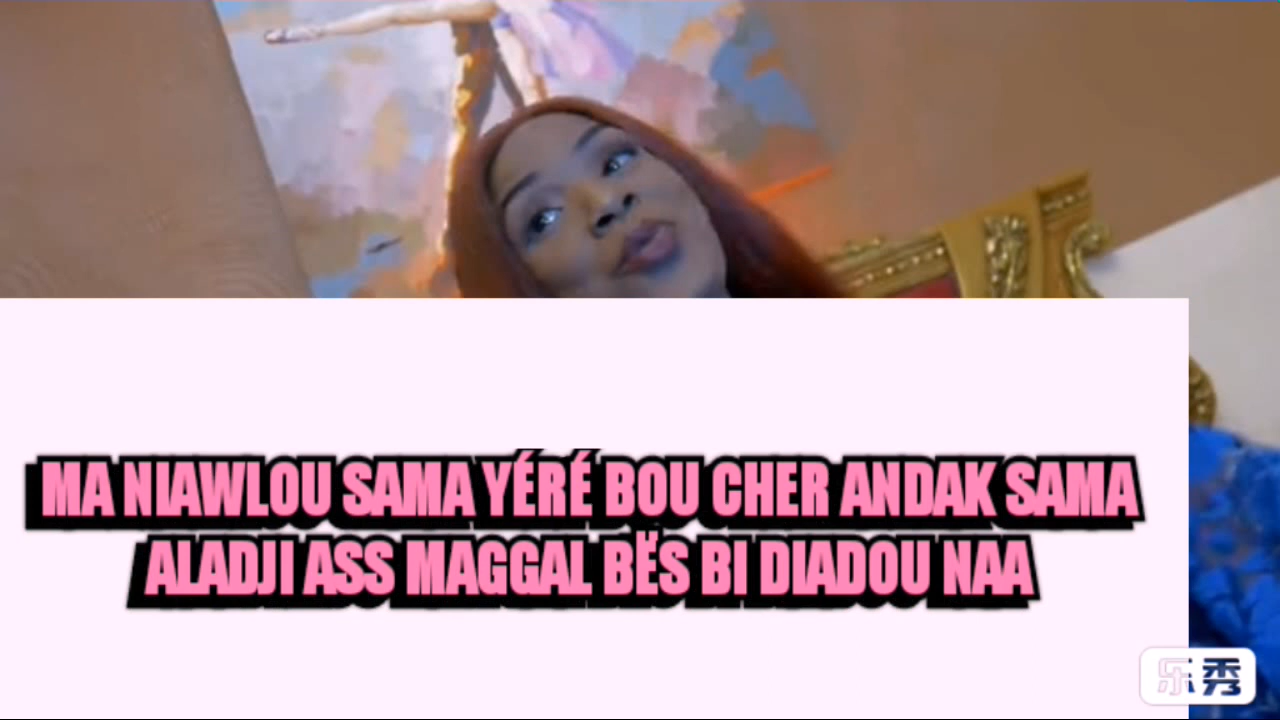 MA NIAWLOU SAMA YÉRÉ BOU CHER ANDAK SAMA
ALADJI ASS MAGGAL BËS BI DIADOU NAA
乐秀